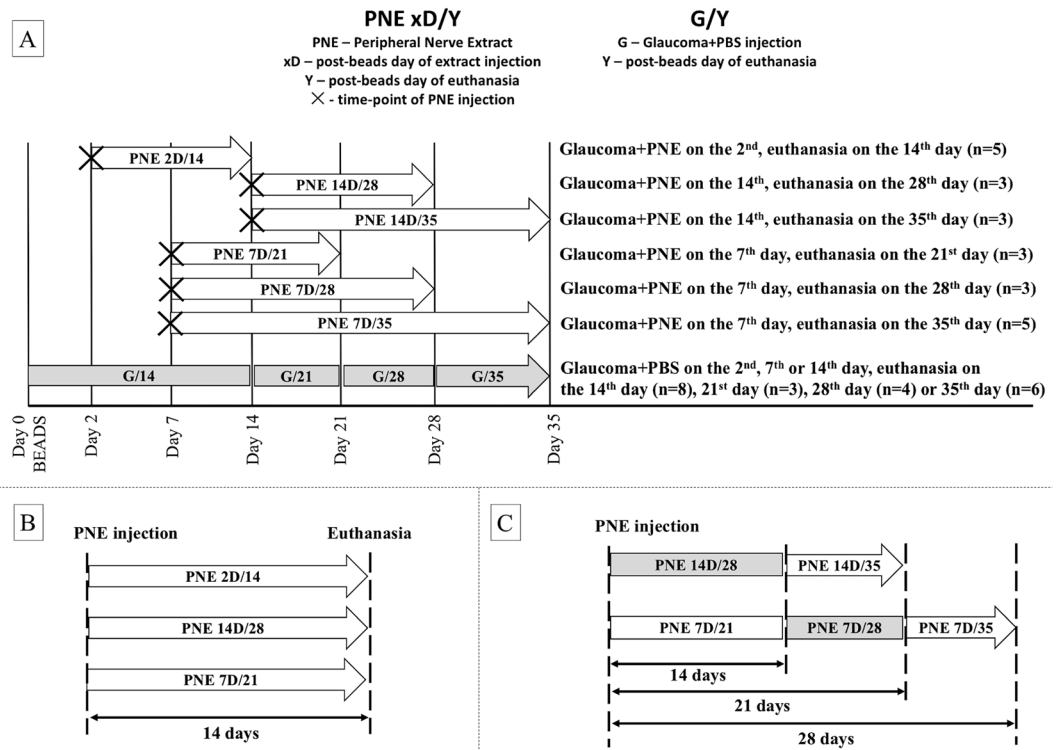 A
PNE xD/Y
PNE – Peripheral Nerve Extract
xD – post-beads day of extract injection
Y – post-beads day of euthanasia
✕ - time-point of PNE injection
G/Y
G – Glaucoma+PBS injection
Y – post-beads day of euthanasia
PNE 2D/14
Glaucoma+PNE on the 2nd, euthanasia on the 14th day (n=5)
PNE 14D/28
Glaucoma+PNE on the 14th, euthanasia on the 28th day (n=3)
PNE 14D/35
Glaucoma+PNE on the 14th, euthanasia on the 35th day (n=3)
PNE 7D/21
Glaucoma+PNE on the 7th day, euthanasia on the 21st day (n=3)
PNE 7D/28
Glaucoma+PNE on the 7th day, euthanasia on the 28th day (n=3)
PNE 7D/35
Glaucoma+PNE on the 7th day, euthanasia on the 35th day (n=5)
G/14
G/21
G/28
G/35
Glaucoma+PBS on the 2nd, 7th or 14th day, euthanasia on
the 14th day (n=8), 21st day (n=3), 28th day (n=4) or 35th day (n=6)
Day 0
BEADS
Day 2
Day 7
Day 14
Day 21
Day 28
Day 35
B
PNE injection
Euthanasia
PNE 2D/14
PNE 14D/28
PNE 7D/21
14 days
C
PNE injection
PNE 14D/28
PNE 14D/35
PNE 7D/21
PNE 7D/28
PNE 7D/35
14 days
21 days
28 days